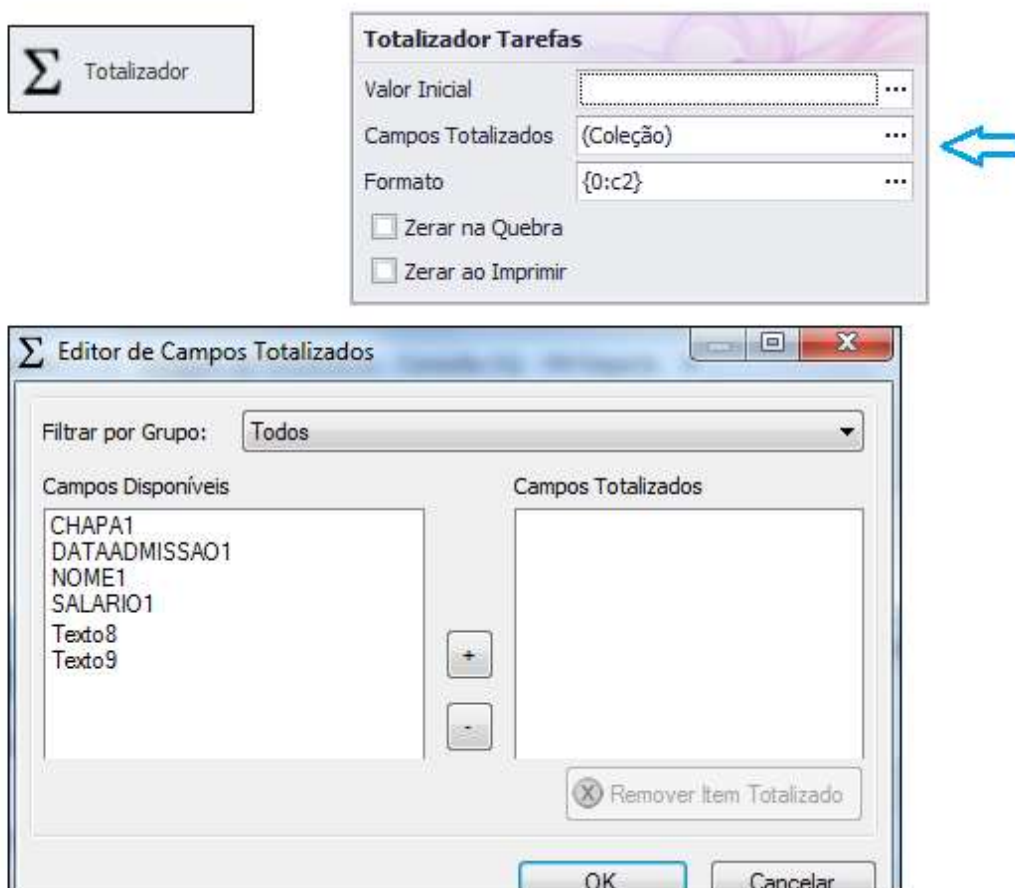 Σ Totalizador
Totalizador Tarefas
Valor Inicial ...
Campos Totalizados (Coleção) ...
Formato {0:c2} ...
Zerar na Quebra
Zerar ao Imprimir
Σ Editor de Campos Totalizados
Filtrar por Grupo: Todos
Campos Disponíveis
CHAPA1
DATAADMISSAO1
NOME1
SALARIO1
Texto8
Texto9
+
-
Campos Totalizados
Remover Item Totalizado
OK Cancelar